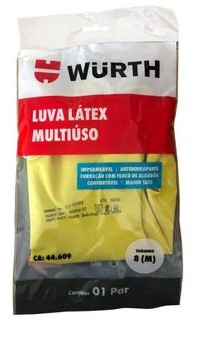 WÜRTH
LUVA LÁTEX
MULTIÚSO
IMPERMEÁVEL | ANTIDERRAPANTE
FORRAÇÃO COM FLOCO DE ALGODÃO
CONFORTÁVEL | MAIOR TATO
CA: 44.609
TAMANHO
8 (M)
Contém: 01 Par